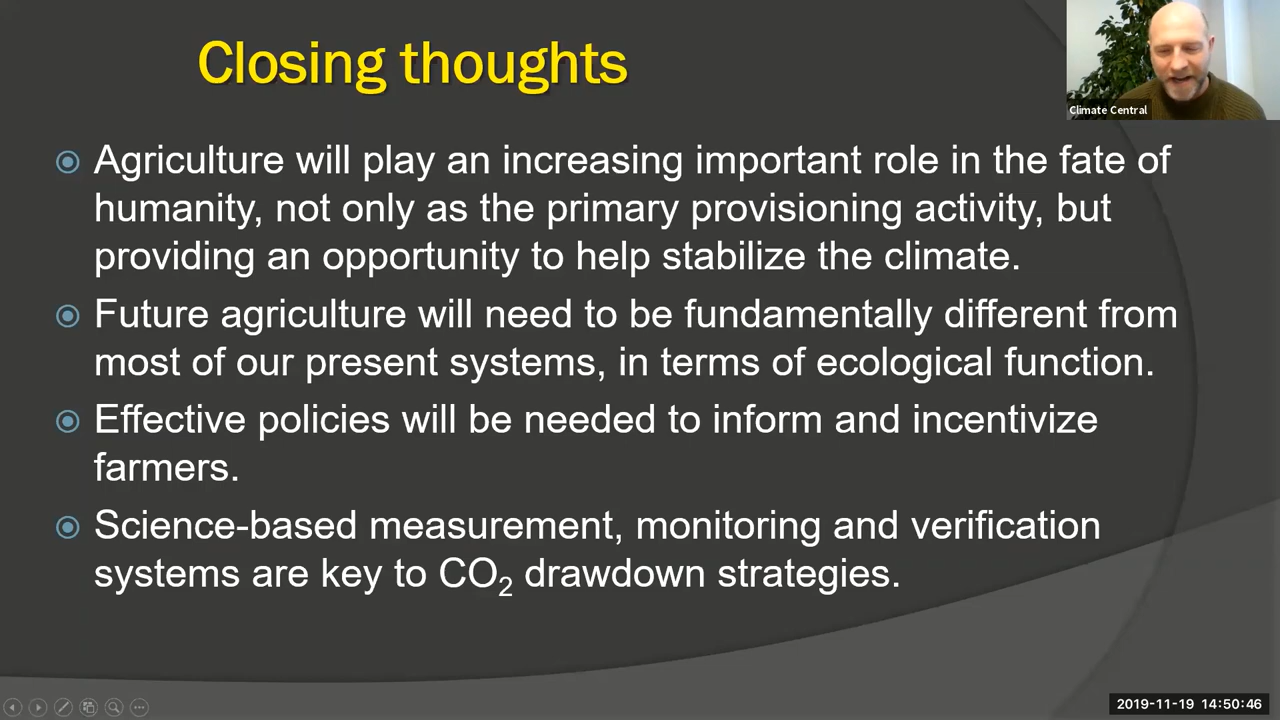 Closing thoughts
Climate Central
Agriculture will play an increasing important role in the fate of
humanity, not only as the primary provisioning activity, but
providing an opportunity to help stabilize the climate.
Future agriculture will need to be fundamentally different from
most of our present systems, in terms of ecological function.
Effective policies will be needed to inform and incentivize
farmers.
Science-based measurement, monitoring and verification
systems are key to CO₂ drawdown strategies.
2019-11-19 14:50:46